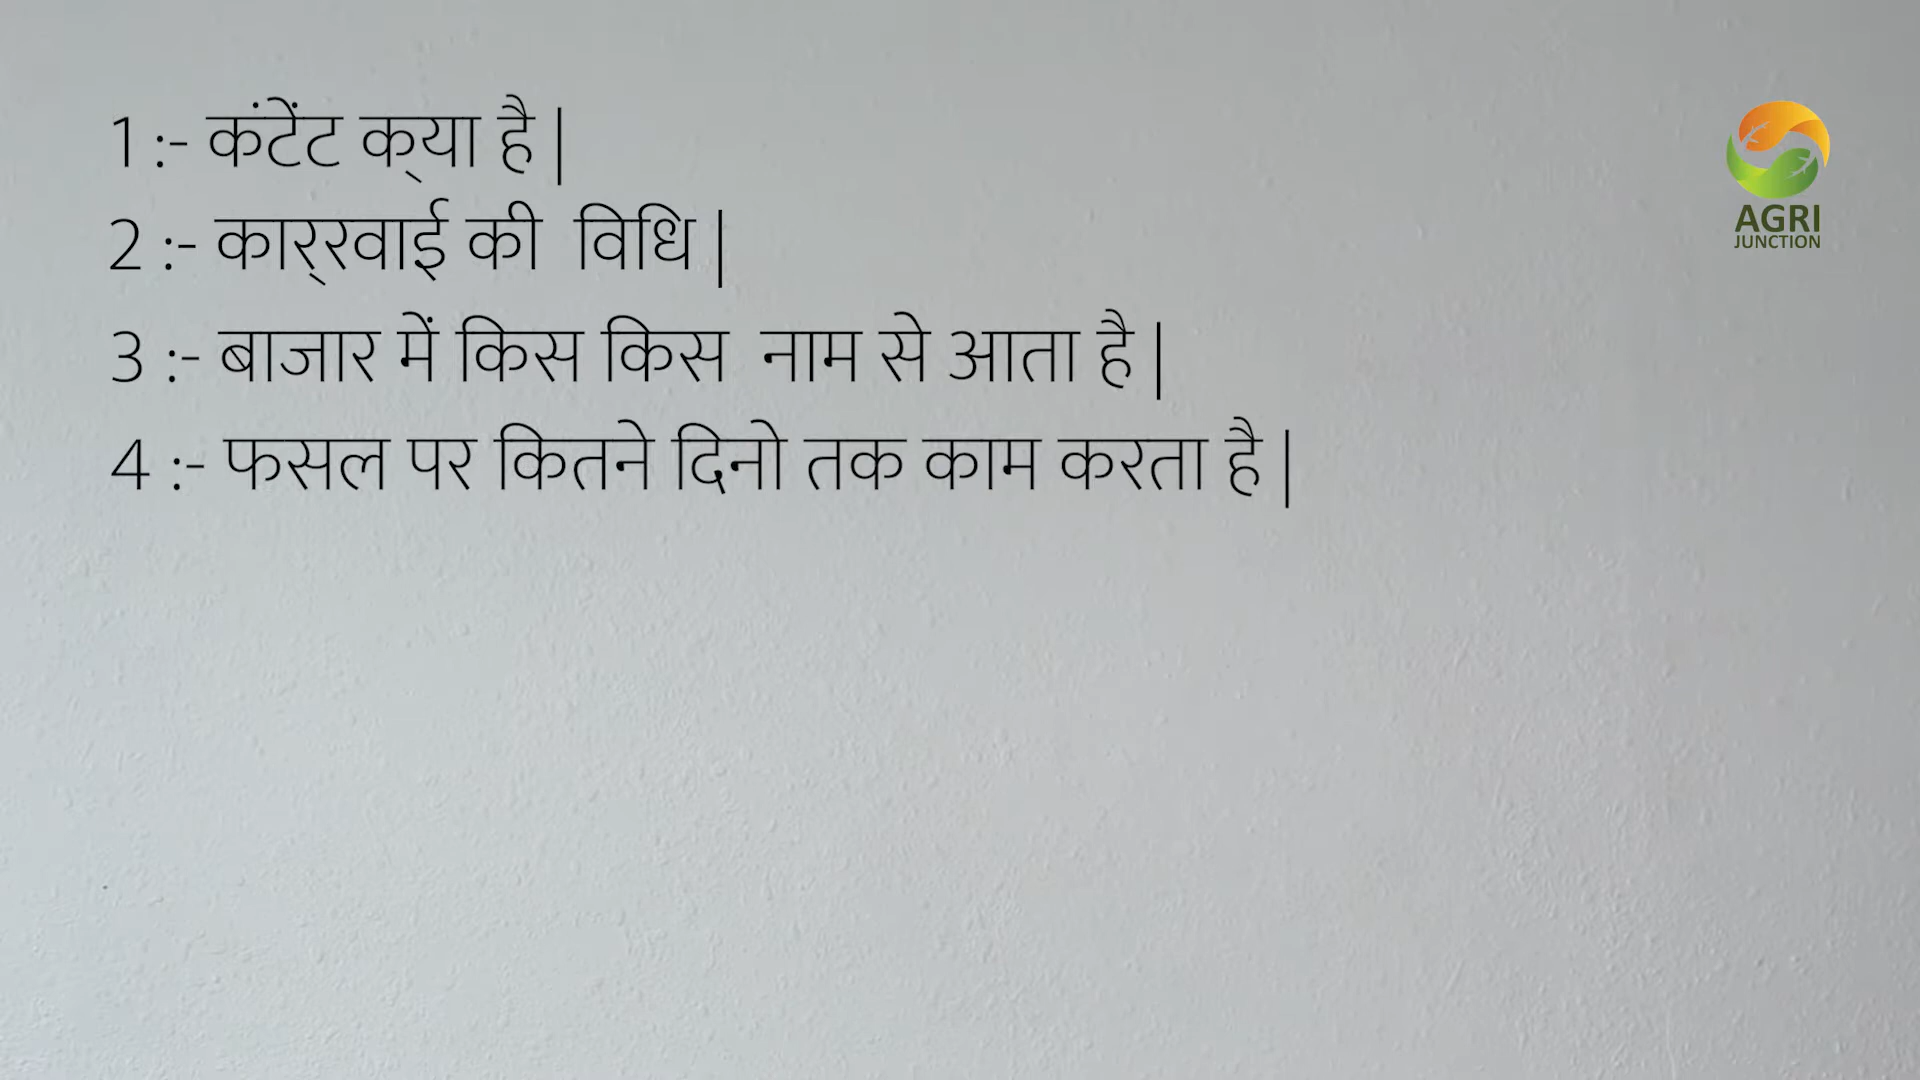 1 :- कंटेंट क्‌या है |
2 :- कार्‌रवाई की  विधि |
3 :- बाजार में किस किस  नाम से आता है |
4 :- फसल पर कितने दिनो तक काम करता है |
AGRI
JUNCTION